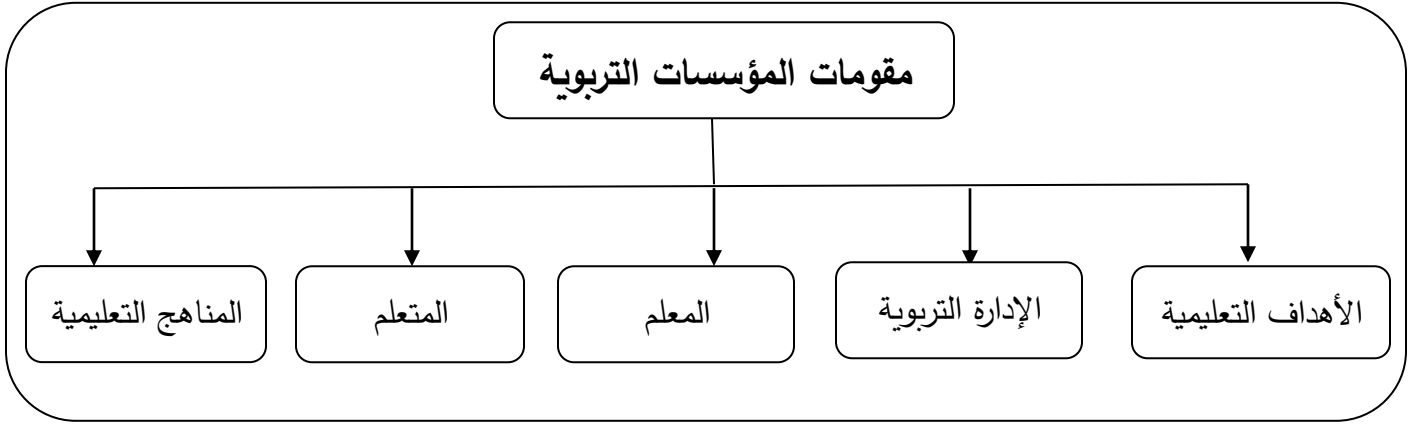 مقومات المؤسسات التربوية
الأهداف التعليمية
الإدارة التربوية
المعلم
المتعلم
المناهج التعليمية